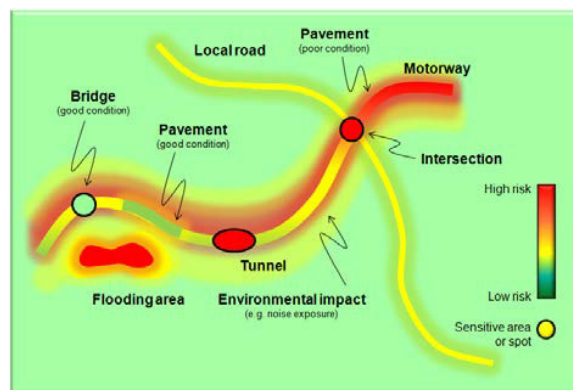 Local road
Pavement
(poor condition)
Motorway
Bridge
(good condition)
Pavement
(good condition)
Intersection
High risk
Low risk
Tunnel
Flooding area
Environmental impact
(e.g. noise exposure)
Sensitive area
or spot